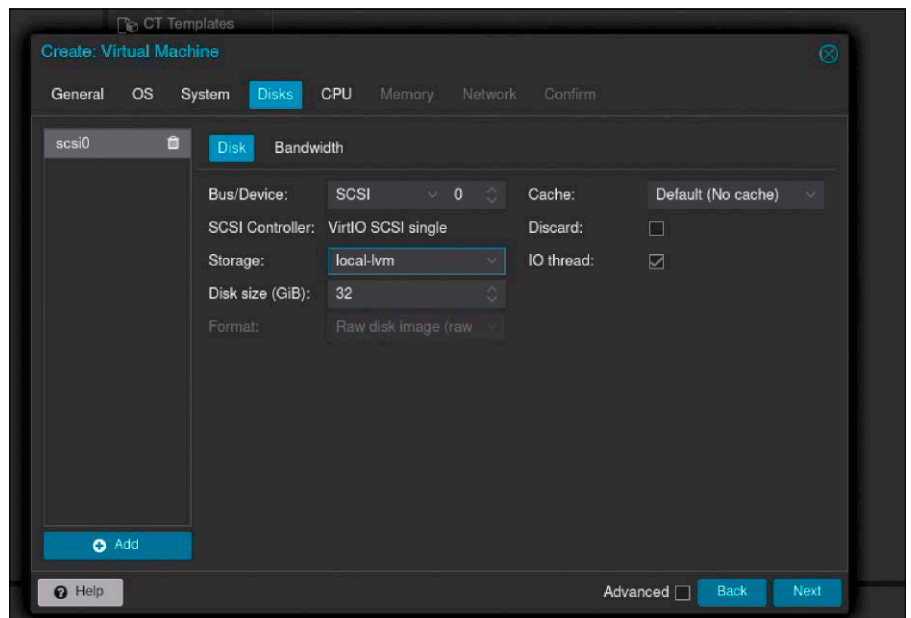 CT Templates
Create: Virtual Machine
General OS System Disks CPU Memory Network Confirm
scsi0
Disk Bandwidth
Bus/Device: SCSI 0 Cache: Default (No cache)
SCSI Controller: VirtIO SCSI single Discard:
Storage: local-lvm IO thread:
Disk size (GiB): 32
Format: Raw disk image (raw
Add
Help Advanced Back Next